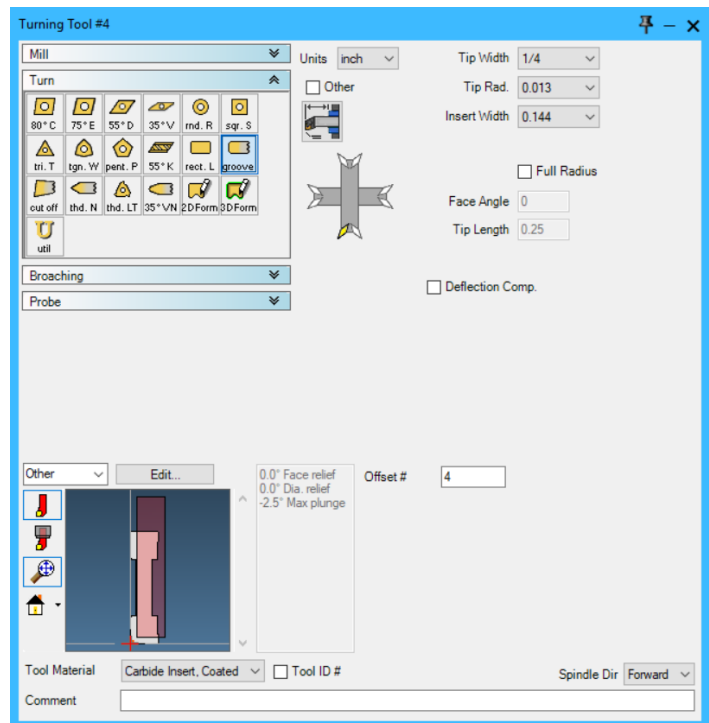 Turning Tool #4
Mill
Turn
80° C 75° E 55° D 35° V rnd. R sqr. S
tri. T tgn. W pent. P 55° K rect. L groove
cut off thd. N thd. LT 35° VN 2D Form 3D Form
util
Broaching
Probe
Units inch
Other
Tip Width 1/4
Tip Rad. 0.013
Insert Width 0.144
Full Radius
Face Angle 0
Tip Length 0.25
Deflection Comp.
Other Edit...
0.0° Face relief
0.0° Dia. relief
-2.5° Max plunge
Offset # 4
Tool Material Carbide Insert, Coated Tool ID # Spindle Dir Forward
Comment